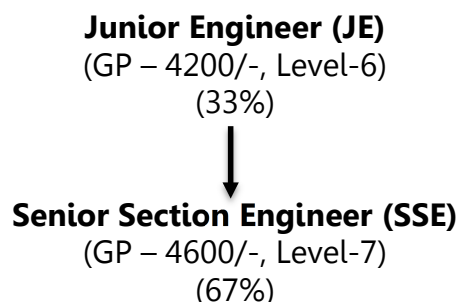 Junior Engineer (JE)
(GP – 4200/-, Level-6)
(33%)
Senior Section Engineer (SSE)
(GP – 4600/-, Level-7)
(67%)